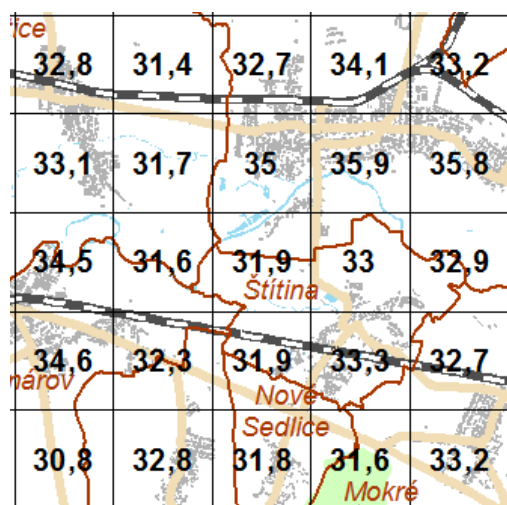 řice
32,8 31,4 32,7 34,1 33,2
33,1 31,7 35 35,9 35,8
34,5 31,6 31,9 33 32,9
Štítina
34,6 32,3 31,9 33,3 32,7
márov
Nové
Sedlice
30,8 32,8 31,8 31,6 33,2
Mokré